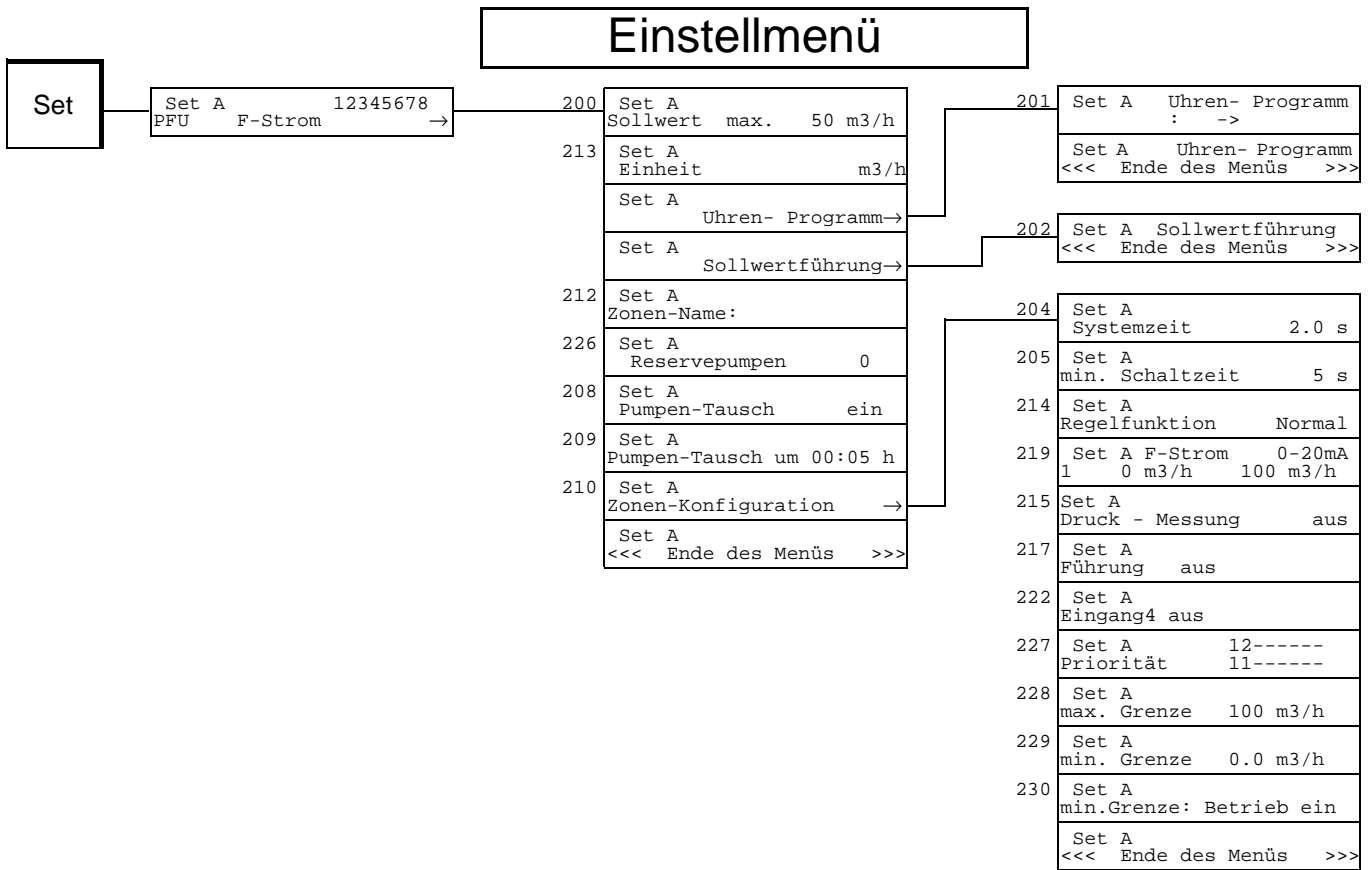 Einstellmenü
Set
Set A 12345678
PFU F-Strom →
200 Set A
Sollwert max. 50 m3/h
213 Set A
Einheit m3/h
Set A
Uhren- Programm→
Set A
Sollwertführung→
212 Set A
Zonen-Name:
226 Set A
Reservepumpen 0
208 Set A
Pumpen-Tausch ein
209 Set A
Pumpen-Tausch um 00:05 h
210 Set A
Zonen-Konfiguration →
Set A
<<< Ende des Menüs >>>
201 Set A Uhren- Programm
: ->
Set A Uhren- Programm
<<< Ende des Menüs >>>
202 Set A Sollwertführung
<<< Ende des Menüs >>>
204 Set A
Systemzeit 2.0 s
205 Set A
min. Schaltzeit 5 s
214 Set A
Regelfunktion Normal
219 Set A F-Strom 0-20mA
1 0 m3/h 100 m3/h
215 Set A
Druck - Messung aus
217 Set A
Führung aus
222 Set A
Eingang4 aus
227 Set A 12------
Priorität 11------
228 Set A
max. Grenze 100 m3/h
229 Set A
min. Grenze 0.0 m3/h
230 Set A
min.Grenze: Betrieb ein
Set A
<<< Ende des Menüs >>>